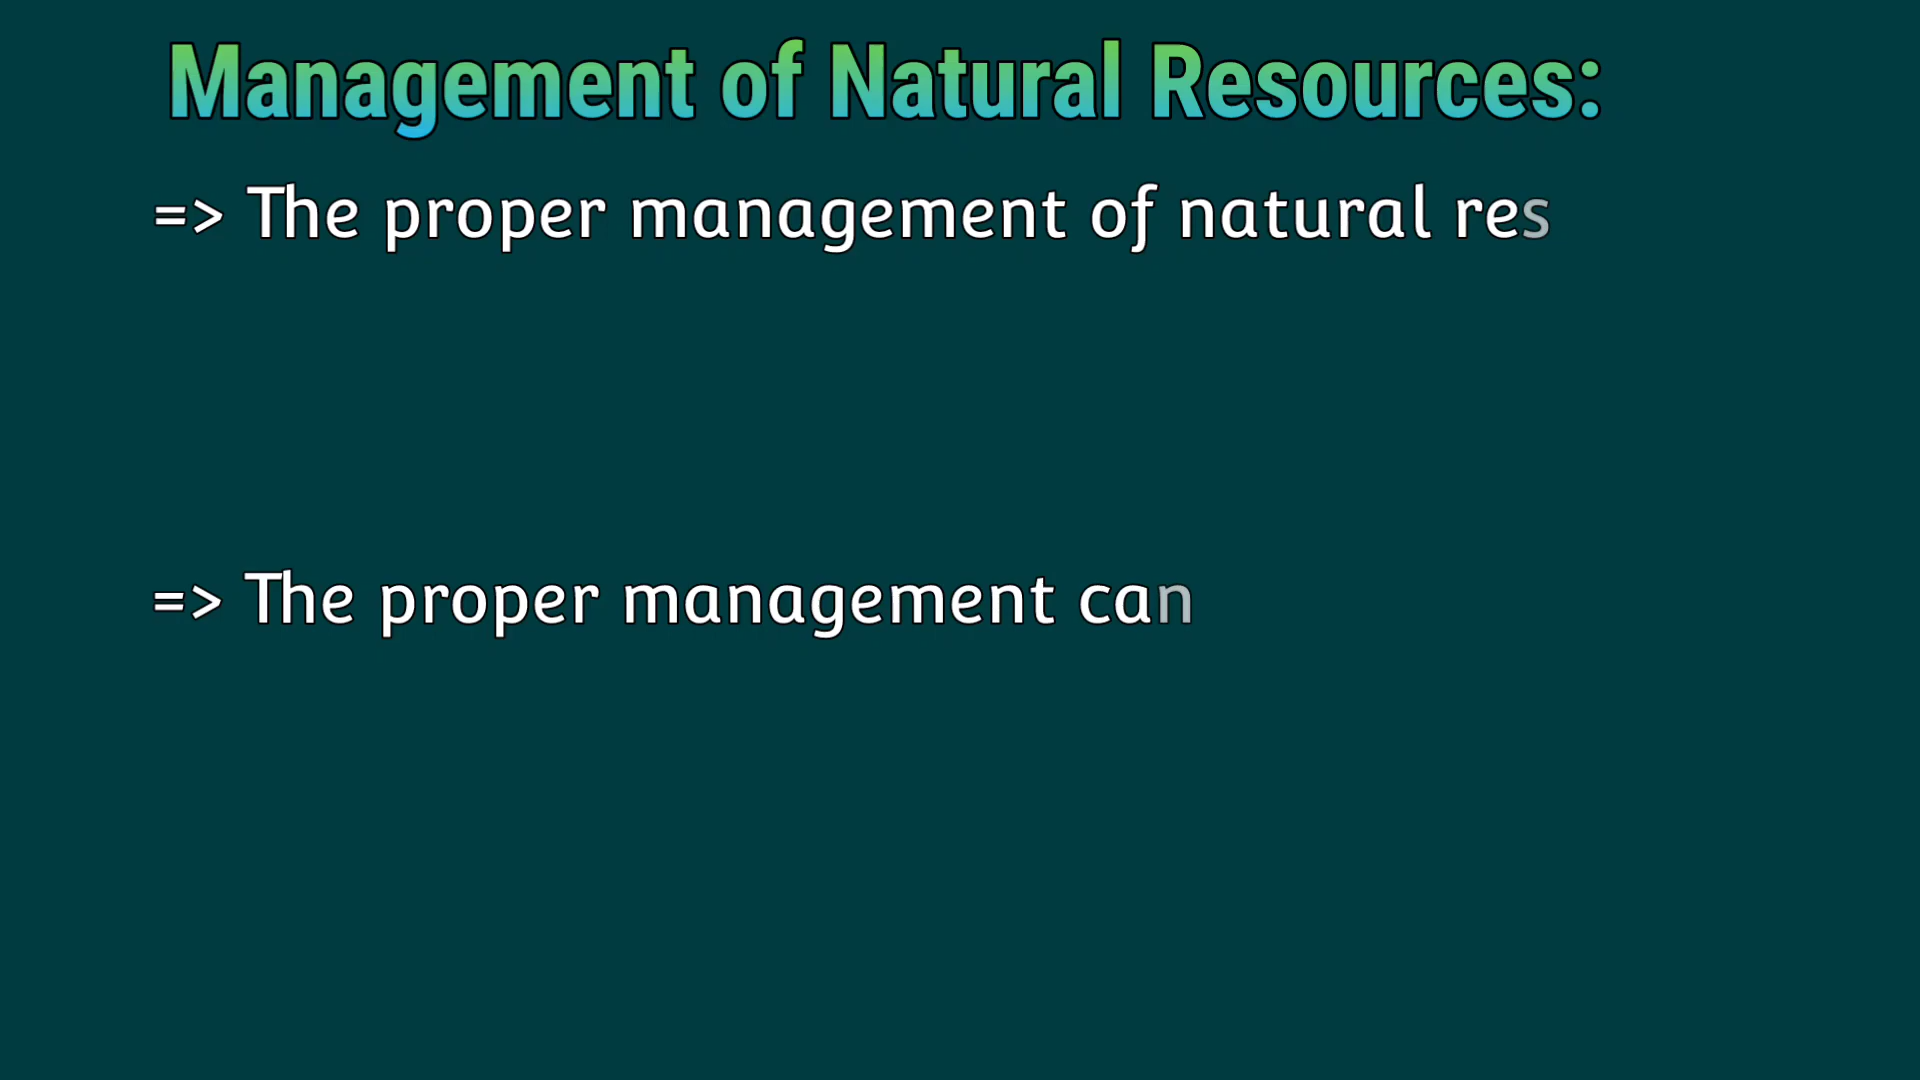 Management of Natural Resources:
=> The proper management of natural res
=> The proper management can